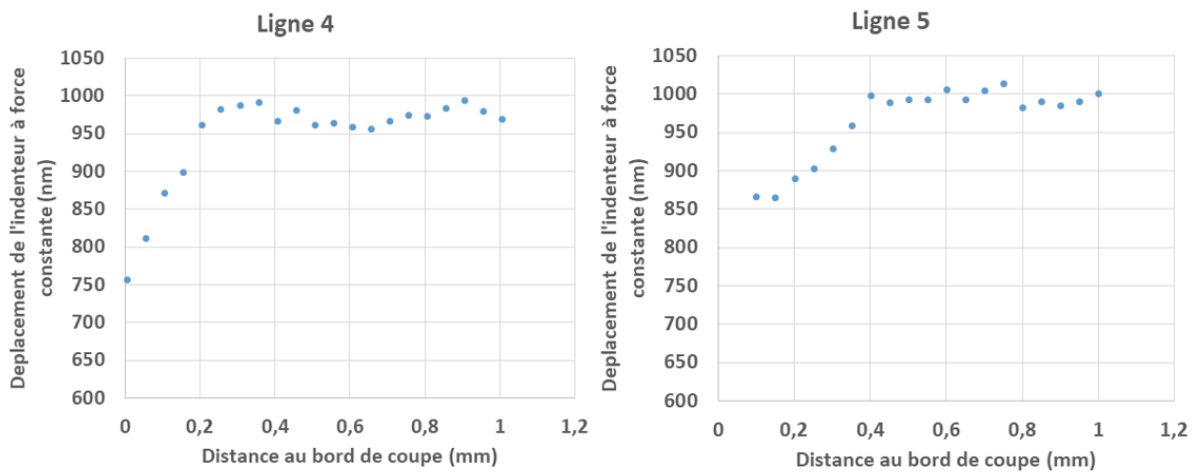 Ligne 4
Deplacement de l'indenteur à force
constante (nm)
1050
1000
950
900
850
800
750
700
650
600
0 0,2 0,4 0,6 0,8 1 1,2
Distance au bord de coupe (mm)
Ligne 5
Deplacement de l'indenteur à force
constante (nm)
1050
1000
950
900
850
800
750
700
650
600
0 0,2 0,4 0,6 0,8 1 1,2
Distance au bord de coupe (mm)